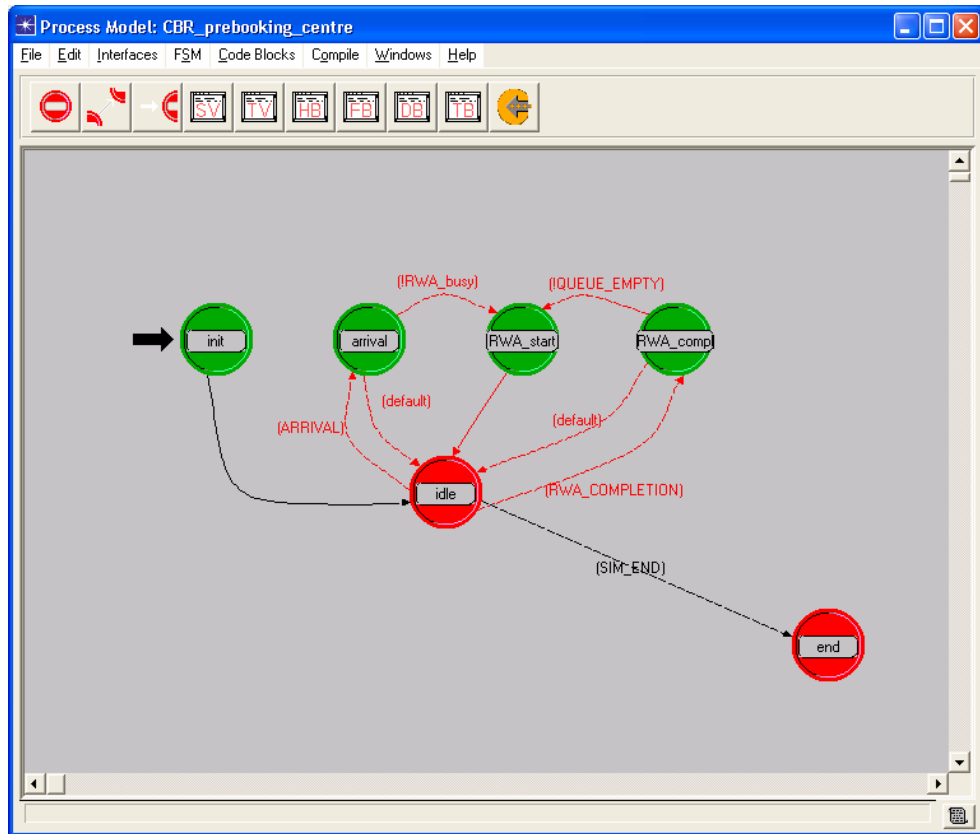 Process Model: CBR_prebooking_centre
File Edit Interfaces FSM Code Blocks Compile Windows Help
SV TV HB FB DB TB
(!RWA_busy) (!QUEUE_EMPTY)
init arrival RWA_start RWA_compl
(default)
(ARRIVAL) (default)
idle (RWA_COMPLETION)
(SIM_END)
end